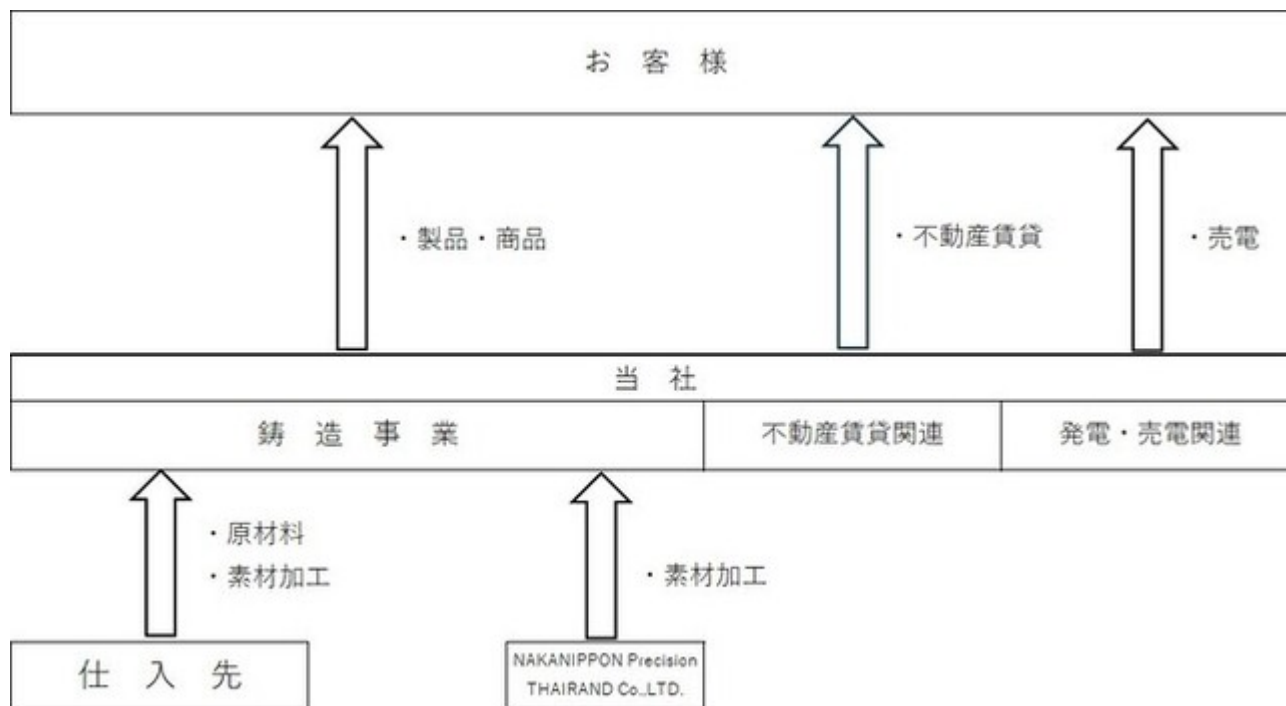 お 客 様
・製品・商品
・不動産賃貸
・売電
当 社
鋳 造 事 業
不動産賃貸関連
発電・売電関連
・原材料
・素材加工
・素材加工
仕 入 先
NAKANIPPON Precision
THAIRAND Co.,LTD.